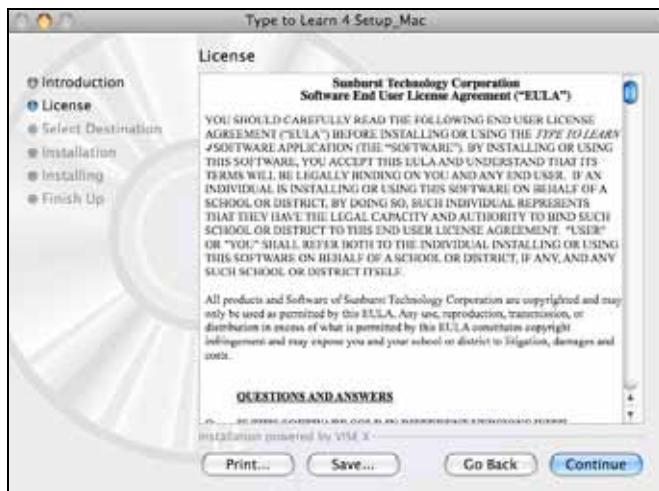 Type to Learn 4 Setup_Mac
License
Introduction
License
Select Destination
Installation
Installing
Finish Up
Sunburst Technology Corporation
Software End User License Agreement (“EULA”)
YOU SHOULD CAREFULLY READ THE FOLLOWING END USER LICENSE
AGREEMENT (“EULA”) BEFORE INSTALLING OR USING THE TYPE TO LEARN
4 SOFTWARE APPLICATION (THE “SOFTWARE”). BY INSTALLING OR USING
THIS SOFTWARE, YOU ACCEPT THIS EULA AND UNDERSTAND THAT ITS
TERMS WILL BE LEGALLY BINDING ON YOU AND ANY END USER. IF AN
INDIVIDUAL IS INSTALLING OR USING THIS SOFTWARE ON BEHALF OF A
SCHOOL OR DISTRICT, BY DOING SO, SUCH INDIVIDUAL REPRESENTS
THAT THEY HAVE THE LEGAL CAPACITY AND AUTHORITY TO BIND SUCH
SCHOOL OR DISTRICT TO THIS END USER LICENSE AGREEMENT. “USER”
OR “YOU” SHALL REFER BOTH TO THE INDIVIDUAL INSTALLING OR USING
THIS SOFTWARE ON BEHALF OF A SCHOOL OR DISTRICT, IF ANY, AND ANY
SUCH SCHOOL OR DISTRICT ITSELF.
All products and Software of Sunburst Technology Corporation are copyrighted and may
only be used as permitted by this EULA. Any use, reproduction, transmission, or
distribution in excess of what is permitted by this EULA constitutes copyright
infringement and may expose you and your school or district to litigation, damages and
costs.
QUESTIONS AND ANSWERS
Installation powered by VISE X
Print...
Save...
Go Back
Continue